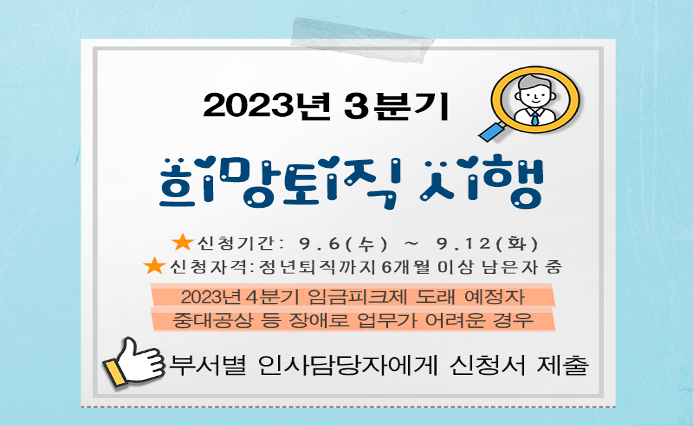 2023년 3분기
희망퇴직 시행
★신청기간: 9.6(수) ~ 9.12(화)
★신청자격: 정년퇴직까지 6개월 이상 남은자 중
2023년 4분기 임금피크제 도래 예정자
중대공상 등 장애로 업무가 어려운 경우
부서별 인사담당자에게 신청서 제출